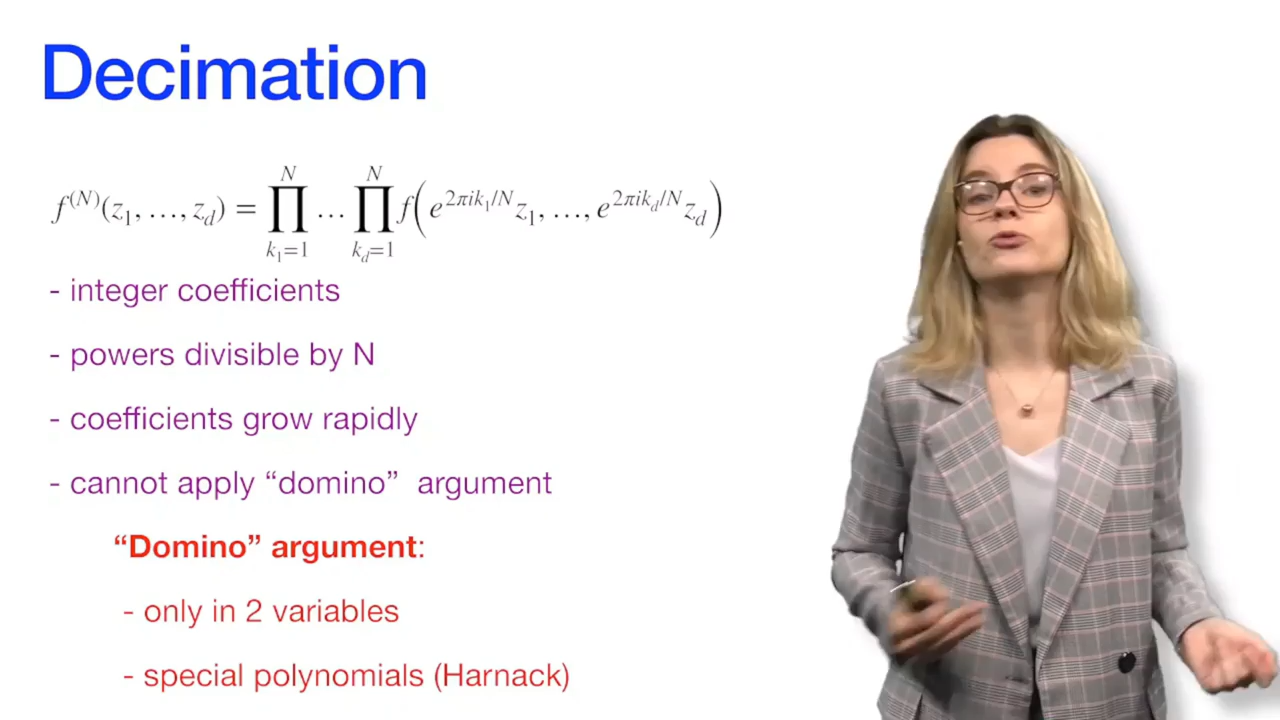 Decimation
f^{(N)}(z_1, …, z_d) = ∏_{k_1=1}^{N} … ∏_{k_d=1}^{N} f(e^{2πik_1/N}z_1, …, e^{2πik_d/N}z_d)
- integer coefficients
- powers divisible by N
- coefficients grow rapidly
- cannot apply “domino” argument
“Domino” argument:
- only in 2 variables
- special polynomials (Harnack)